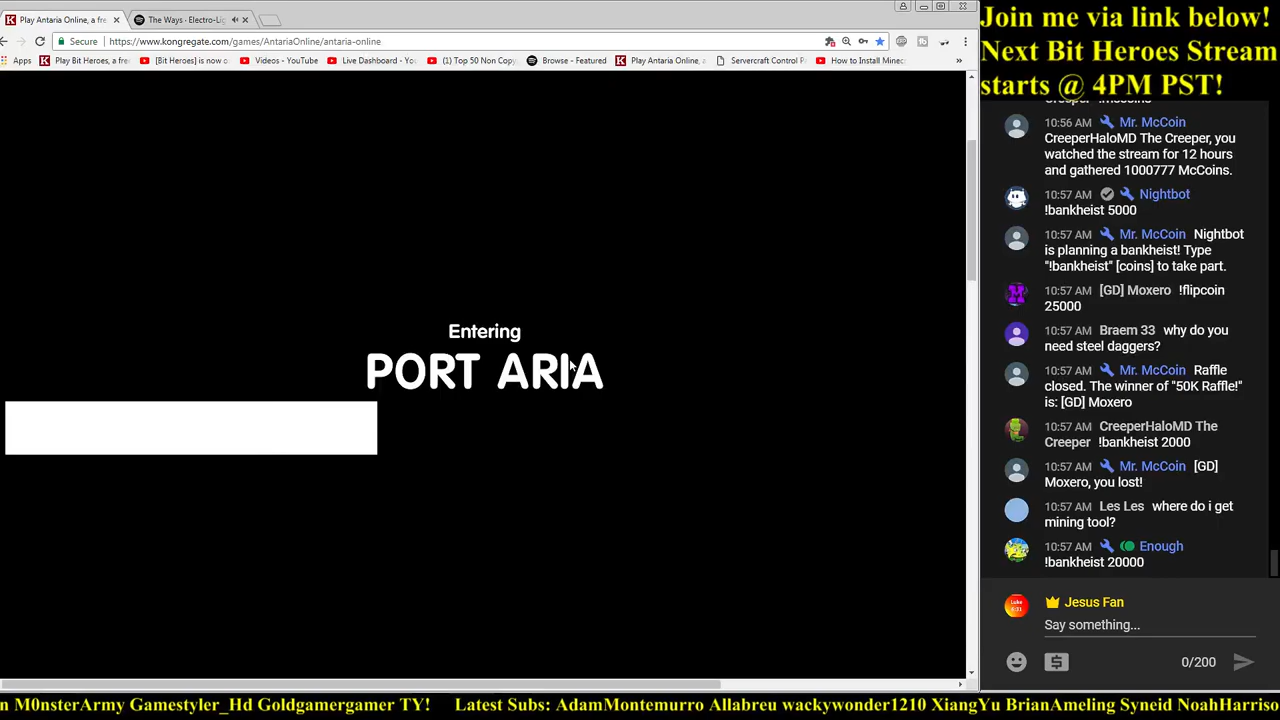 Play Antaria Online, a fre
The Ways - Electro-Lig
Secure
https://www.kongregate.com/games/AntariaOnline/antaria-online
Apps
Play Bit Heroes, a free
[Bit Heroes] is now o
Videos - YouTube
Live Dashboard - You
(1) Top 50 Non Copy
Browse - Featured
Play Antaria Online, a
Servercraft Control P
How to Install Minec
»
Entering
PORT ARIA
Join me via link below!
Next Bit Heroes Stream
starts @ 4PM PST!
10:56 AM Mr. McCoin
CreeperHaloMD The Creeper, you
watched the stream for 12 hours
and gathered 1000777 McCoins.
10:57 AM Nightbot
!bankheist 5000
10:57 AM Mr. McCoin Nightbot
is planning a bankheist! Type
"!bankheist" [coins] to take part.
10:57 AM [GD] Moxero !flipcoin
25000
10:57 AM Braem 33 why do you
need steel daggers?
10:57 AM Mr. McCoin Raffle
closed. The winner of "50K Raffle!"
is: [GD] Moxero
10:57 AM CreeperHaloMD The
Creeper !bankheist 2000
10:57 AM Mr. McCoin [GD]
Moxero, you lost!
10:57 AM Les Les where do i get
mining tool?
10:57 AM Enough
!bankheist 20000
Jesus Fan
Say something...
0/200
n M0nsterArmy Gamestyler_Hd Goldgamergamer TY! Latest Subs: AdamMontemurro Allabreu wackywonder1210 XiangYu BrianAmeling Syneid NoahHarriso